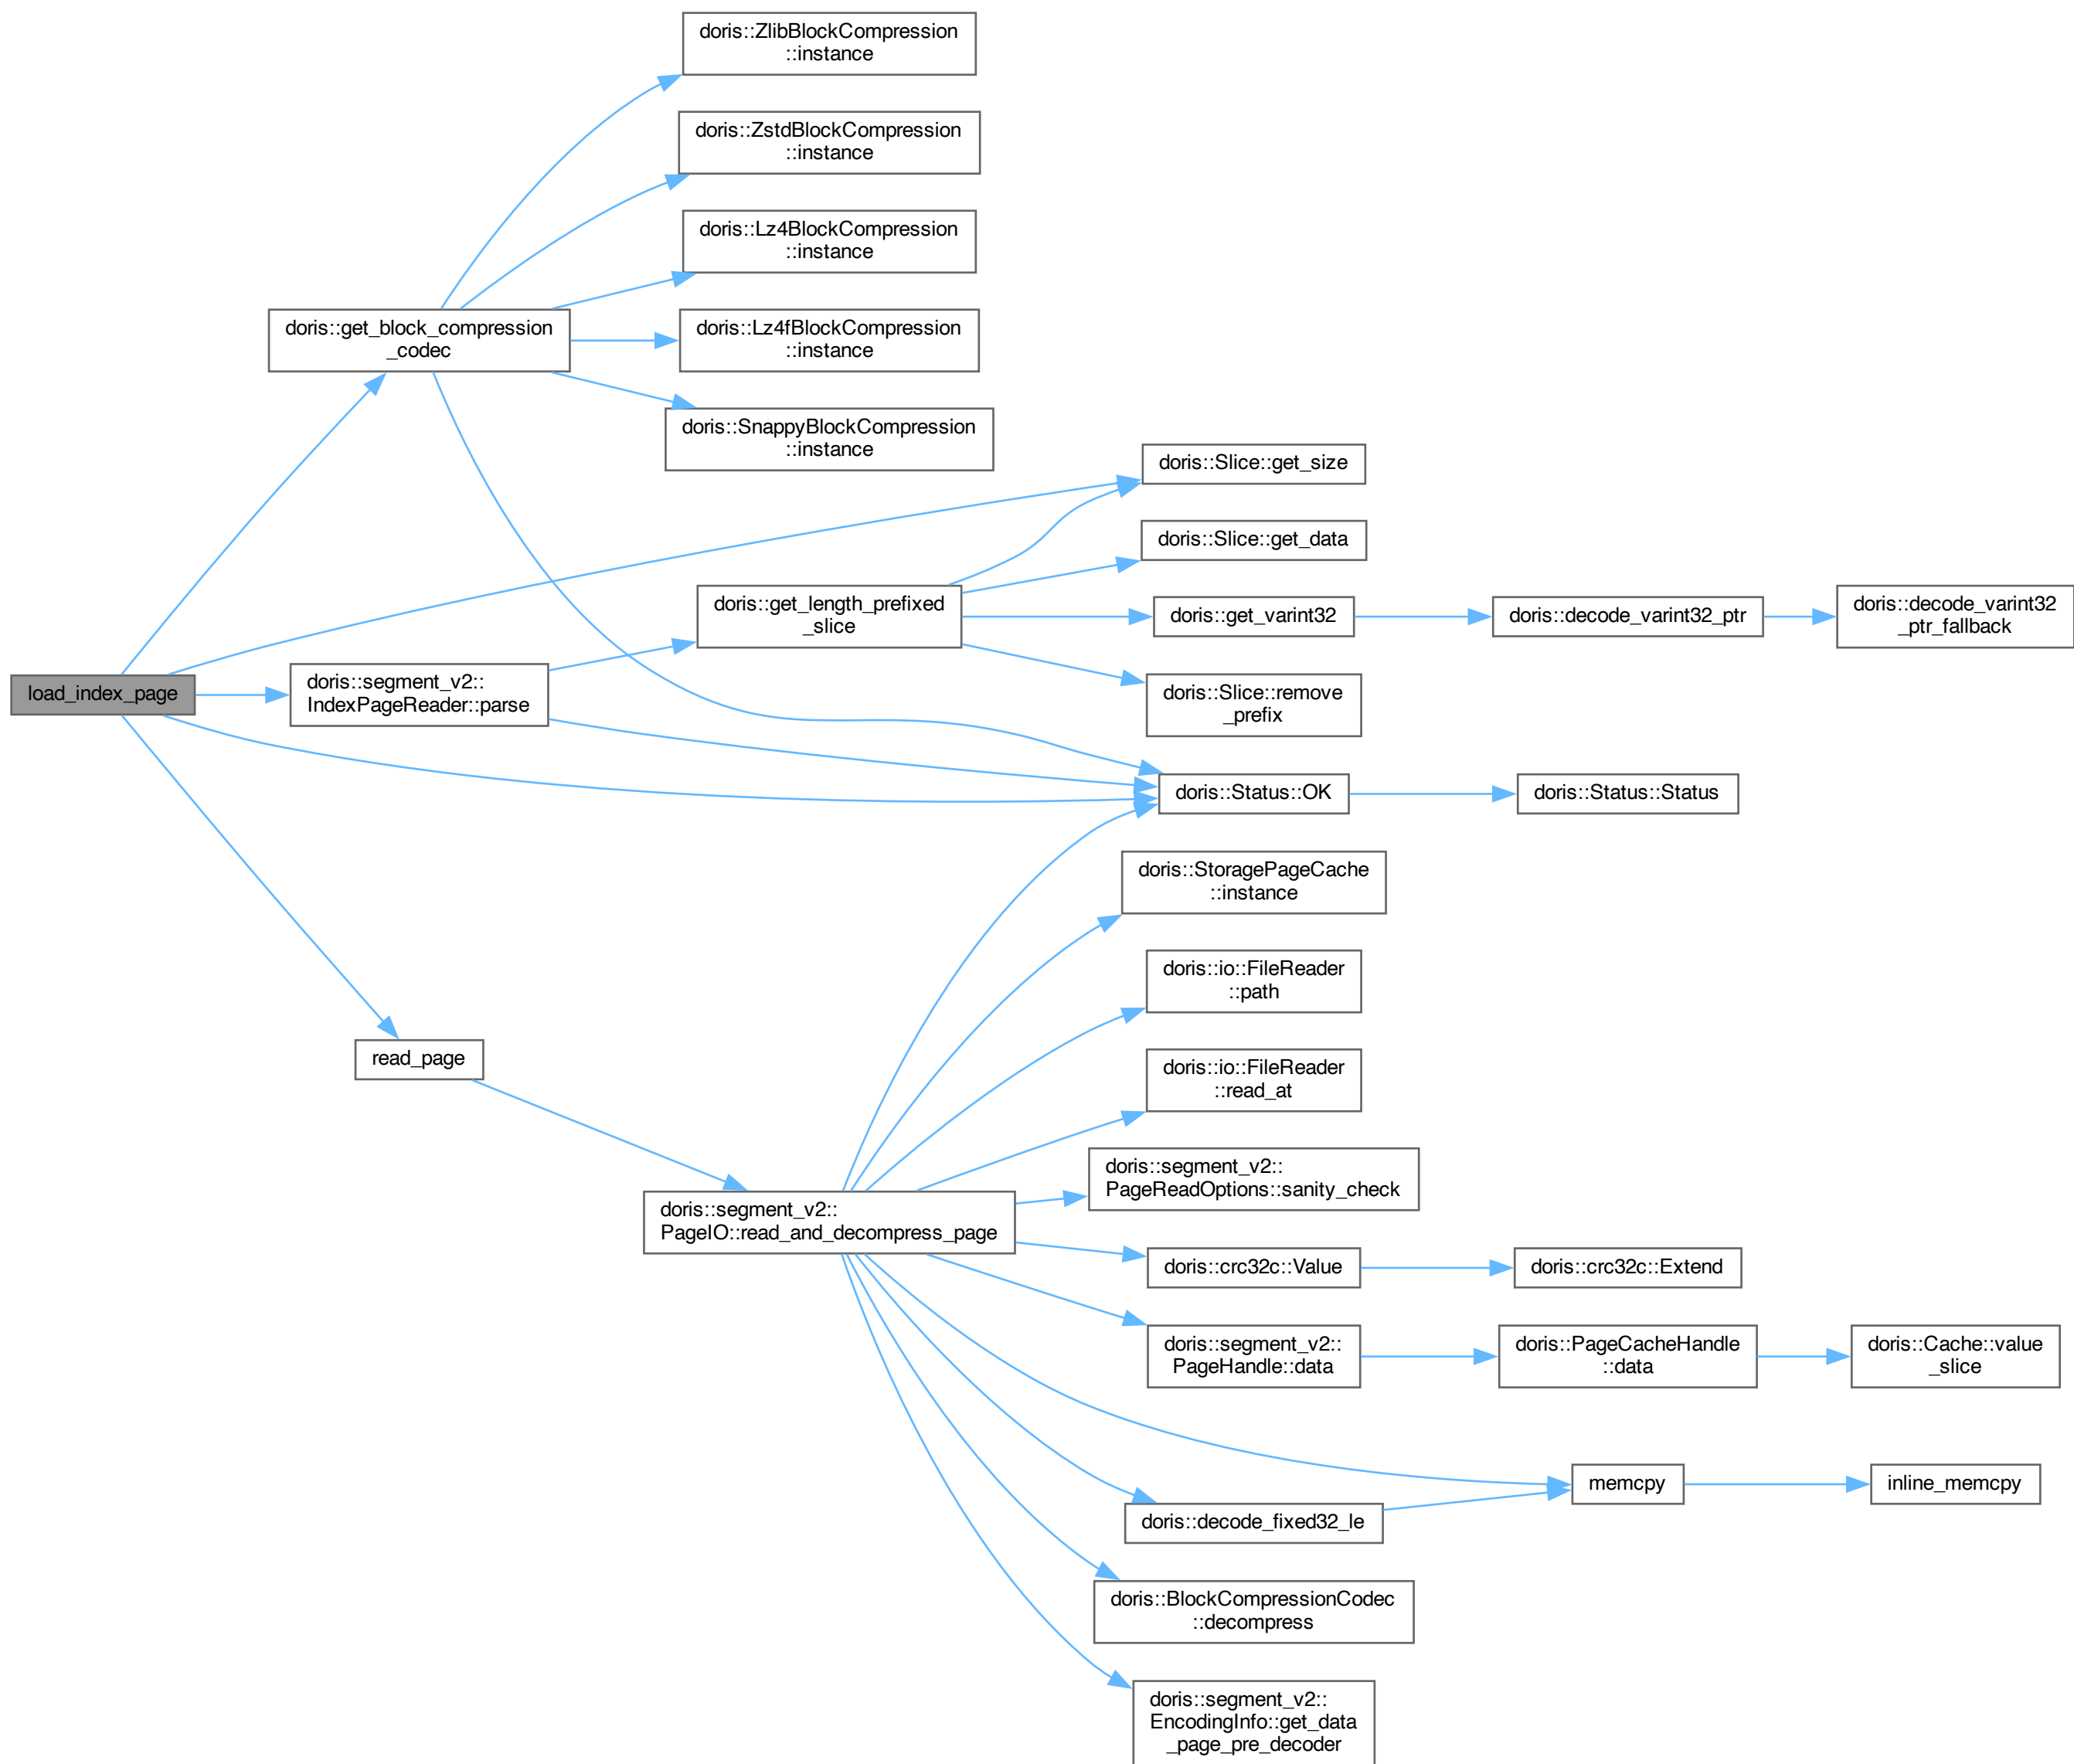 doris::ZlibBlockCompression
::instance
doris::ZstdBlockCompression
::instance
doris::Lz4BlockCompression
::instance
doris::get_block_compression
_codec
doris::Lz4fBlockCompression
::instance
doris::SnappyBlockCompression
::instance
doris::Slice::get_size
doris::Slice::get_data
doris::get_length_prefixed
_slice
doris::get_varint32
doris::decode_varint32_ptr
doris::decode_varint32
_ptr_fallback
load_index_page
doris::segment_v2::
IndexPageReader::parse
doris::Slice::remove
_prefix
doris::Status::OK
doris::Status::Status
doris::StoragePageCache
::instance
doris::io::FileReader
::path
read_page
doris::io::FileReader
::read_at
doris::segment_v2::
PageReadOptions::sanity_check
doris::segment_v2::
PageIO::read_and_decompress_page
doris::crc32c::Value
doris::crc32c::Extend
doris::segment_v2::
PageHandle::data
doris::PageCacheHandle
::data
doris::Cache::value
_slice
memcpy
inline_memcpy
doris::decode_fixed32_le
doris::BlockCompressionCodec
::decompress
doris::segment_v2::
EncodingInfo::get_data
_page_pre_decoder